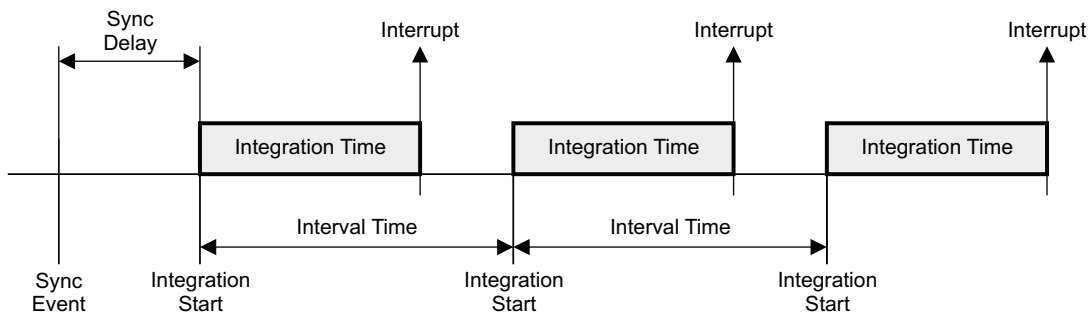 Sync
Delay
Interrupt
Interrupt
Interrupt
Integration Time
Integration Time
Integration Time
Interval Time
Interval Time
Sync
Event
Integration
Start
Integration
Start
Integration
Start